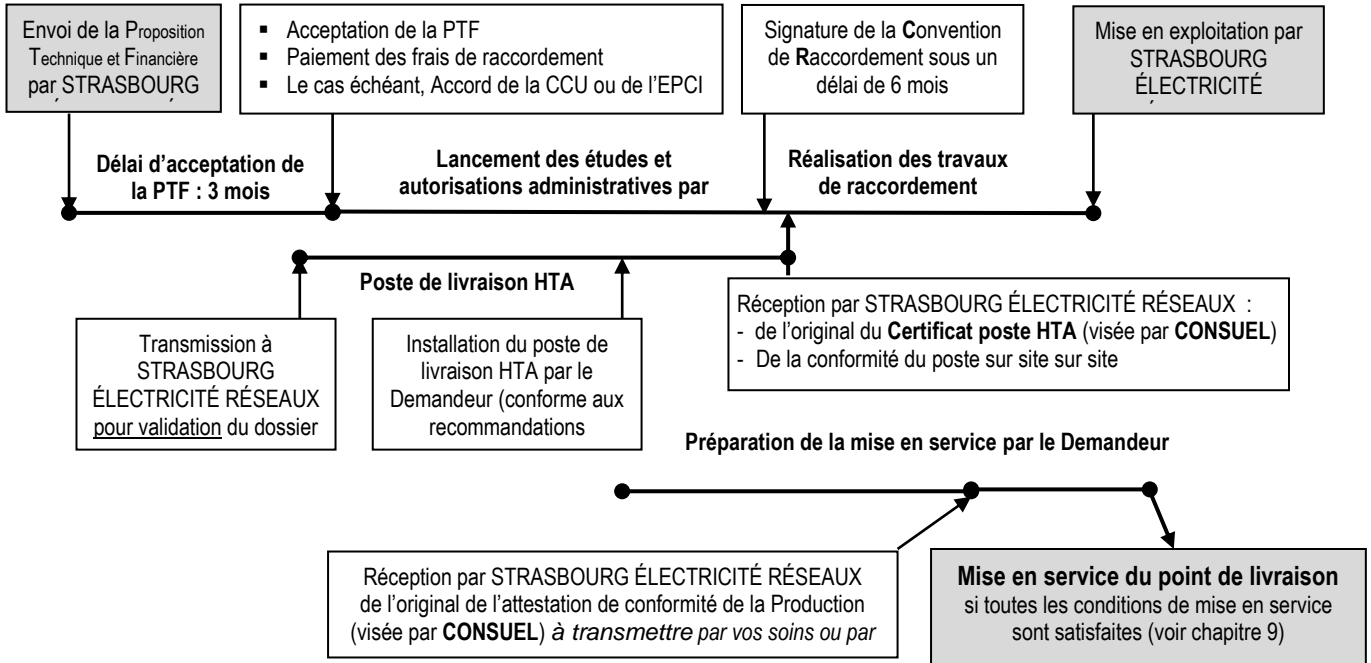 Envoi de la Proposition
Technique et Financière
par STRASBOURG
▪ Acceptation de la PTF
▪ Paiement des frais de raccordement
▪ Le cas échéant, Accord de la CCU ou de l'EPCI
Signature de la Convention
de Raccordement sous un
délai de 6 mois
Mise en exploitation par
STRASBOURG
ÉLECTRICITÉ
Délai d'acceptation de
la PTF : 3 mois
Lancement des études et
autorisations administratives par
Réalisation des travaux
de raccordement
Poste de livraison HTA
Transmission à
STRASBOURG
ÉLECTRICITÉ RÉSEAUX
pour validation du dossier
Installation du poste de
livraison HTA par le
Demandeur (conforme aux
recommandations
Réception par STRASBOURG ÉLECTRICITÉ RÉSEAUX :
- de l'original du Certificat poste HTA (visée par CONSUEL)
- De la conformité du poste sur site sur site
Préparation de la mise en service par le Demandeur
Réception par STRASBOURG ÉLECTRICITÉ RÉSEAUX
de l'original de l'attestation de conformité de la Production
(visée par CONSUEL) à transmettre par vos soins ou par
Mise en service du point de livraison
si toutes les conditions de mise en service
sont satisfaites (voir chapitre 9)